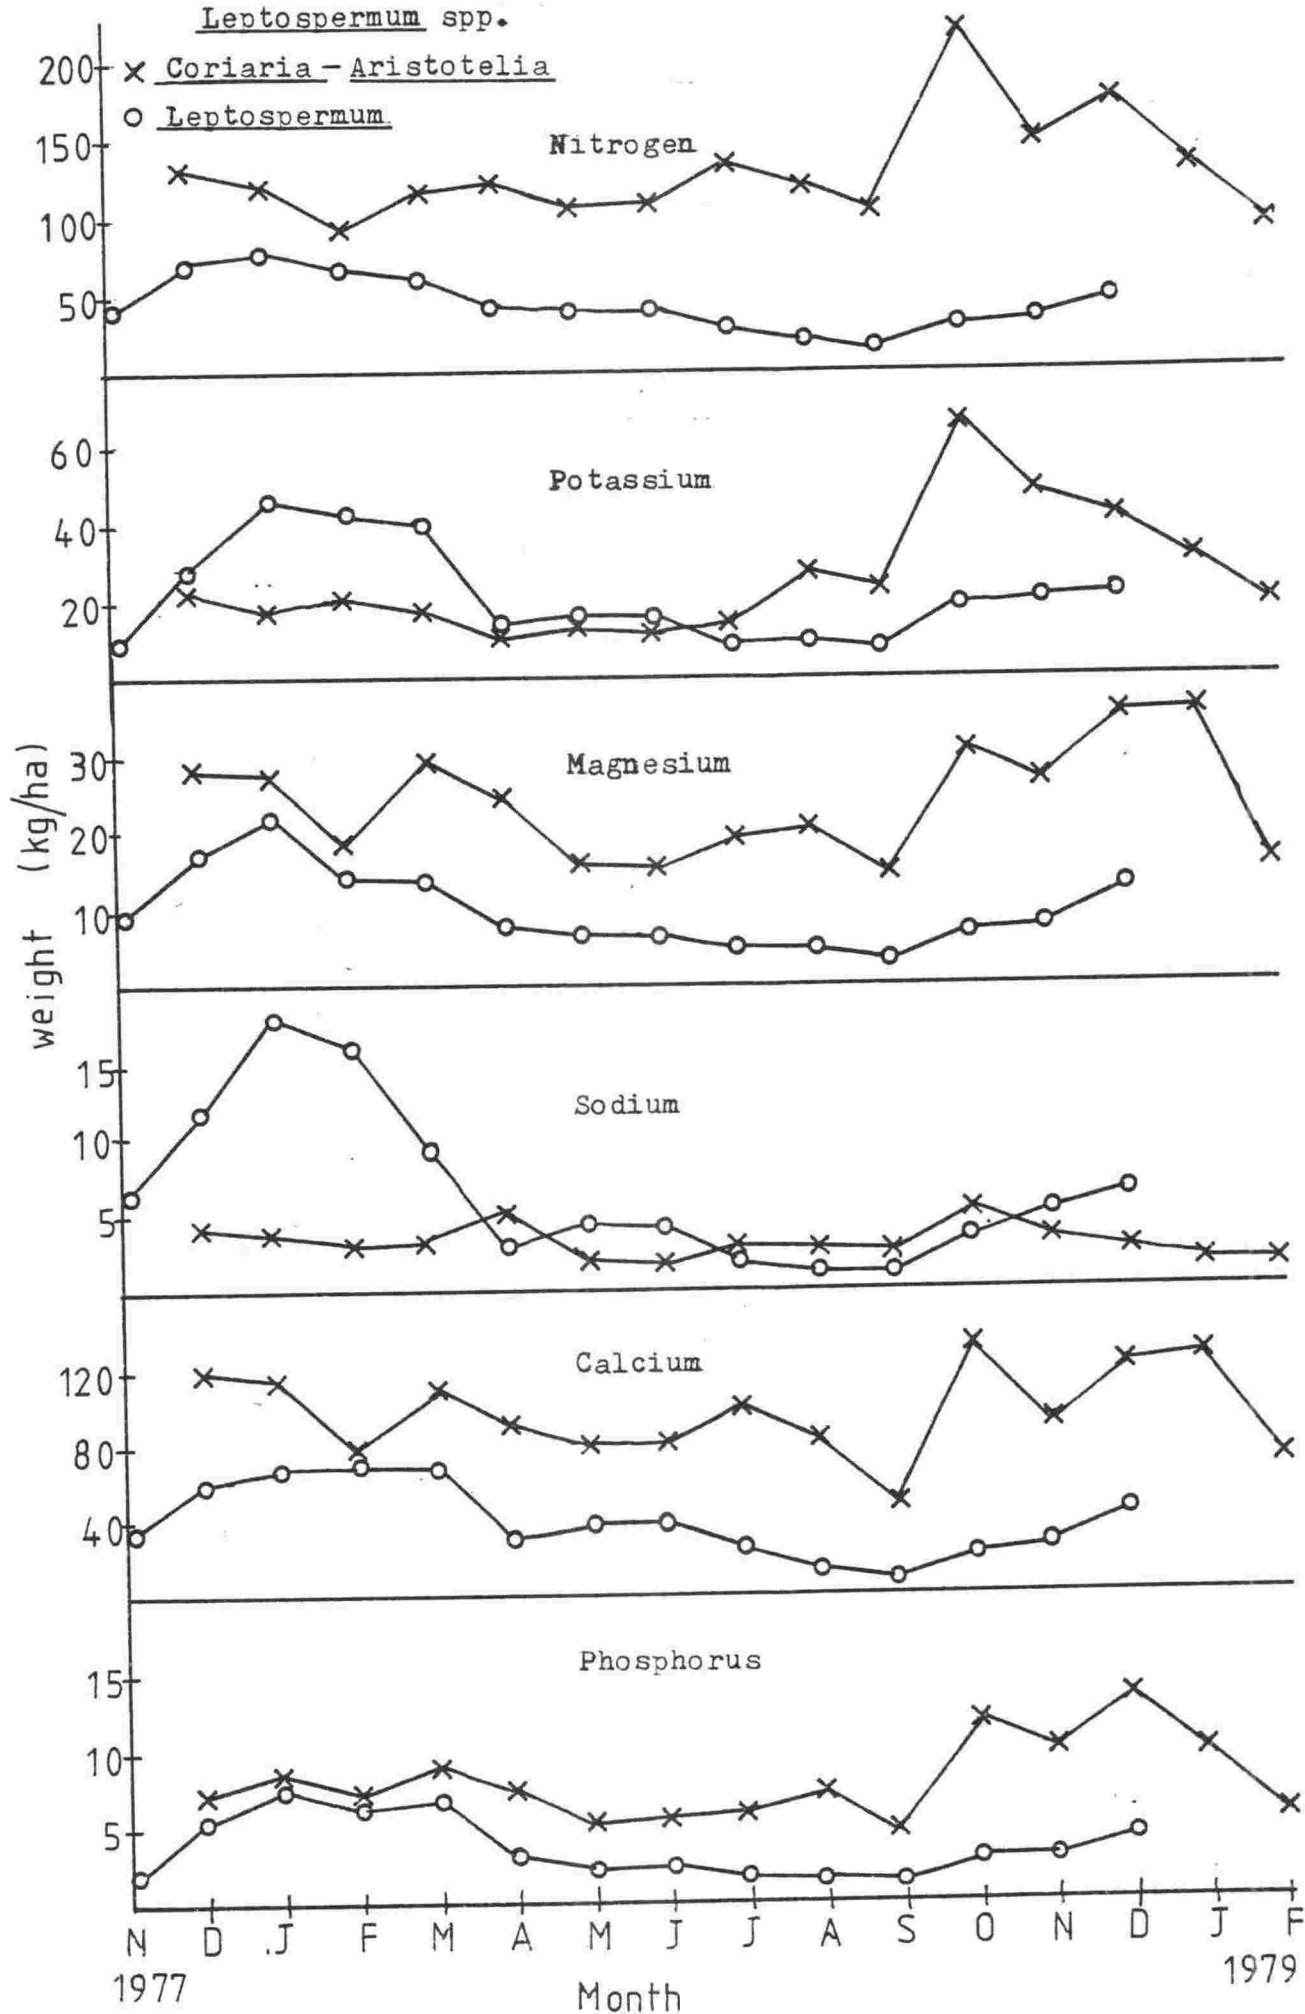 Leptospermum spp.
x Coriaria - Aristotelia
o Leptospermum
200
150
100
50
Nitrogen
60
40
20
Potassium
30
20
10
Magnesium
weight (kg/ha)
15
10
5
Sodium
120
80
40
Calcium
15
10
5
Phosphorus
N D J F M A M J J A S O N D J F
1977 1979
Month